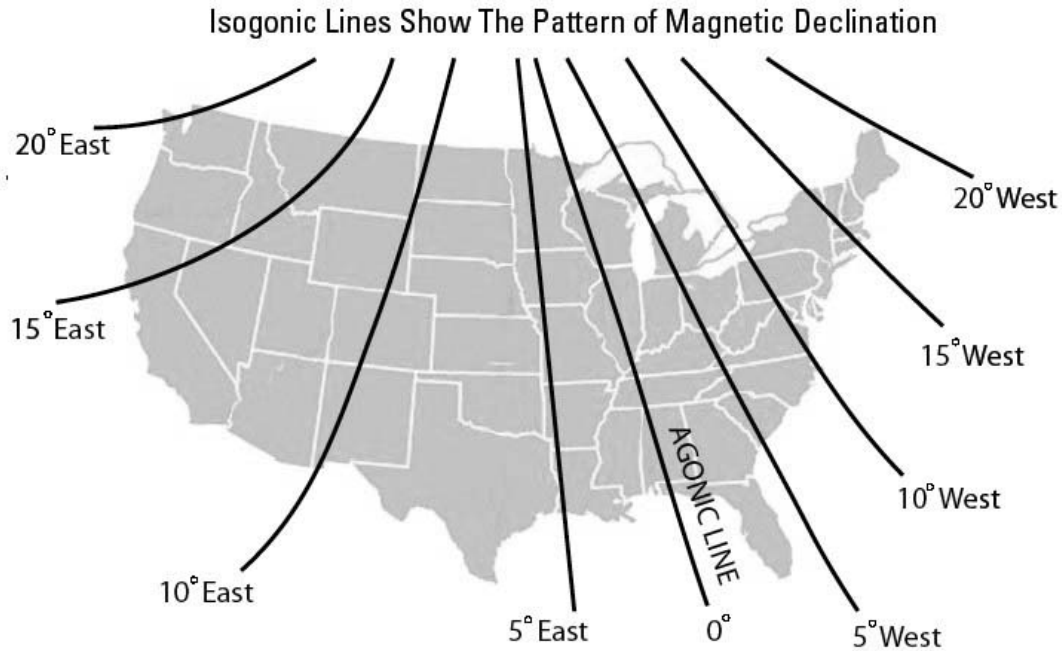 Isogonic Lines Show The Pattern of Magnetic Declination
20° East
20° West
15° East
15° West
AGONIC LINE
10° West
10° East
5° East
0°
5° West